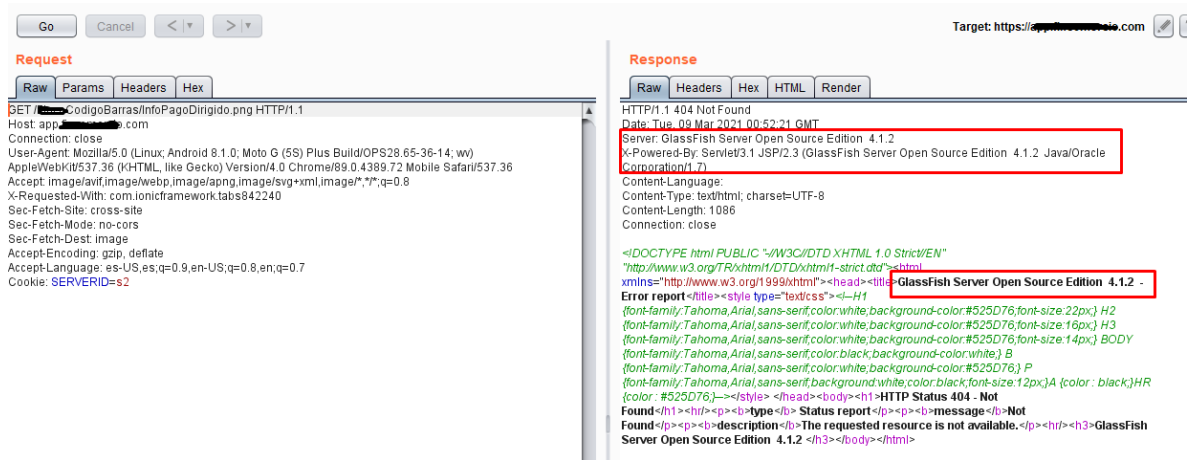 Go Cancel < >
Target: https://
.com
Request
Response
Raw Params Headers Hex
Raw Headers Hex HTML Render
GET /
CodigoBarras/InfoPagoDirigido.png HTTP/1.1
Host: app.
.com
Connection: close
User-Agent: Mozilla/5.0 (Linux; Android 8.1.0; Moto G (5S) Plus Build/OPS28.65-36-14; wv)
AppleWebKit/537.36 (KHTML, like Gecko) Version/4.0 Chrome/89.0.4389.72 Mobile Safari/537.36
Accept: image/avif,image/webp,image/apng,image/svg+xml,image/*,*/*;q=0.8
X-Requested-With: com.ionicframework.tabs842240
Sec-Fetch-Site: cross-site
Sec-Fetch-Mode: no-cors
Sec-Fetch-Dest: image
Accept-Encoding: gzip, deflate
Accept-Language: es-US,es;q=0.9,en-US;q=0.8,en;q=0.7
Cookie: SERVERID=s2
HTTP/1.1 404 Not Found
Date: Tue, 09 Mar 2021 00:52:21 GMT
Server: GlassFish Server Open Source Edition 4.1.2
X-Powered-By: Servlet/3.1 JSP/2.3 (GlassFish Server Open Source Edition 4.1.2 Java/Oracle
Corporation/1.7)
Content-Language:
Content-Type: text/html; charset=UTF-8
Content-Length: 1086
Connection: close
<!DOCTYPE html PUBLIC "-//W3C//DTD XHTML 1.0 Strict//EN"
"http://www.w3.org/TR/xhtml1/DTD/xhtml1-strict.dtd"><html
xmlns="http://www.w3.org/1999/xhtml"><head><title>GlassFish Server Open Source Edition 4.1.2 -
Error report</title><style type="text/css"><!--H1
{font-family:Tahoma,Arial,sans-serif;color:white;background-color:#525D76;font-size:22px;} H2
{font-family:Tahoma,Arial,sans-serif;color:white;background-color:#525D76;font-size:16px;} H3
{font-family:Tahoma,Arial,sans-serif;color:white;background-color:#525D76;font-size:14px;} BODY
{font-family:Tahoma,Arial,sans-serif;color:black;background-color:white;} B
{font-family:Tahoma,Arial,sans-serif;color:white;background-color:#525D76;} P
{font-family:Tahoma,Arial,sans-serif;background:white;color:black;font-size:12px;}A {color : black;}HR
{color : #525D76;}--></style> </head><body><h1>HTTP Status 404 - Not
Found</h1><hr/><p><b>type</b> Status report</p><p><b>message</b>Not
Found</p><p><b>description</b>The requested resource is not available.</p><hr/><h3>GlassFish
Server Open Source Edition 4.1.2 </h3></body></html>